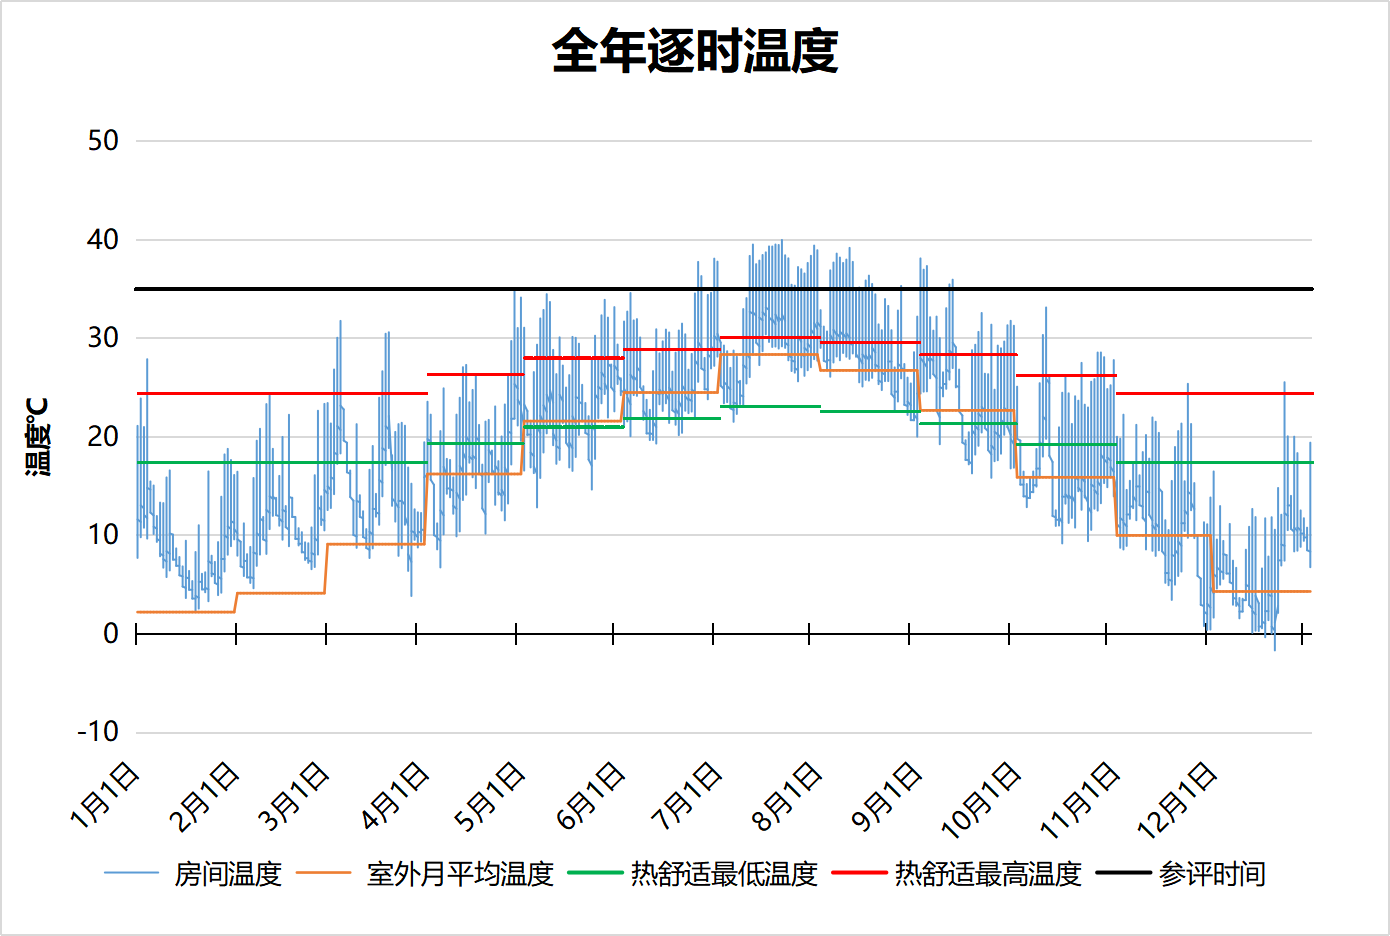 全年逐时温度
温度℃
50
40
30
20
10
0
-10
1月1日
2月1日
3月1日
4月1日
5月1日
6月1日
7月1日
8月1日
9月1日
10月1日
11月1日
12月1日
房间温度 室外月平均温度 热舒适最低温度 热舒适最高温度 参评时间